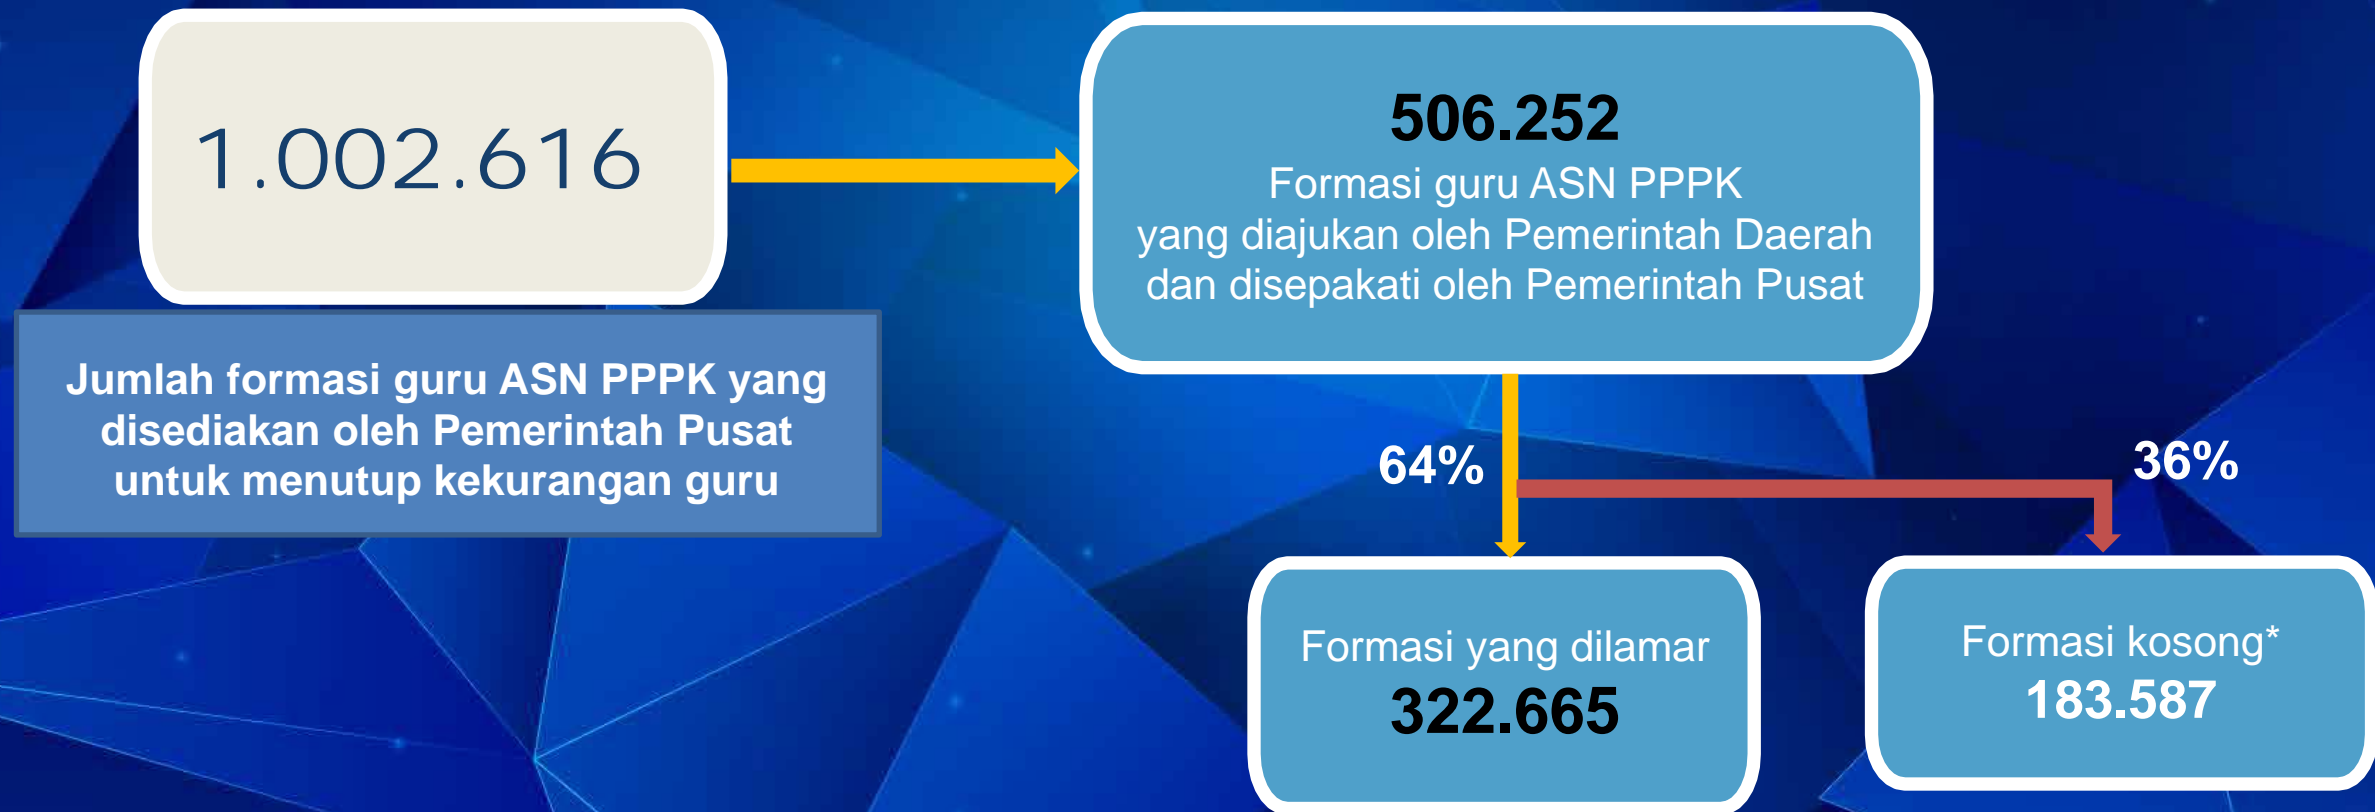 1.002.616
Jumlah formasi guru ASN PPPK yang
disediakan oleh Pemerintah Pusat
untuk menutup kekurangan guru
506.252
Formasi guru ASN PPPK
yang diajukan oleh Pemerintah Daerah
dan disepakati oleh Pemerintah Pusat
64%
36%
Formasi yang dilamar
322.665
Formasi kosong*
183.587